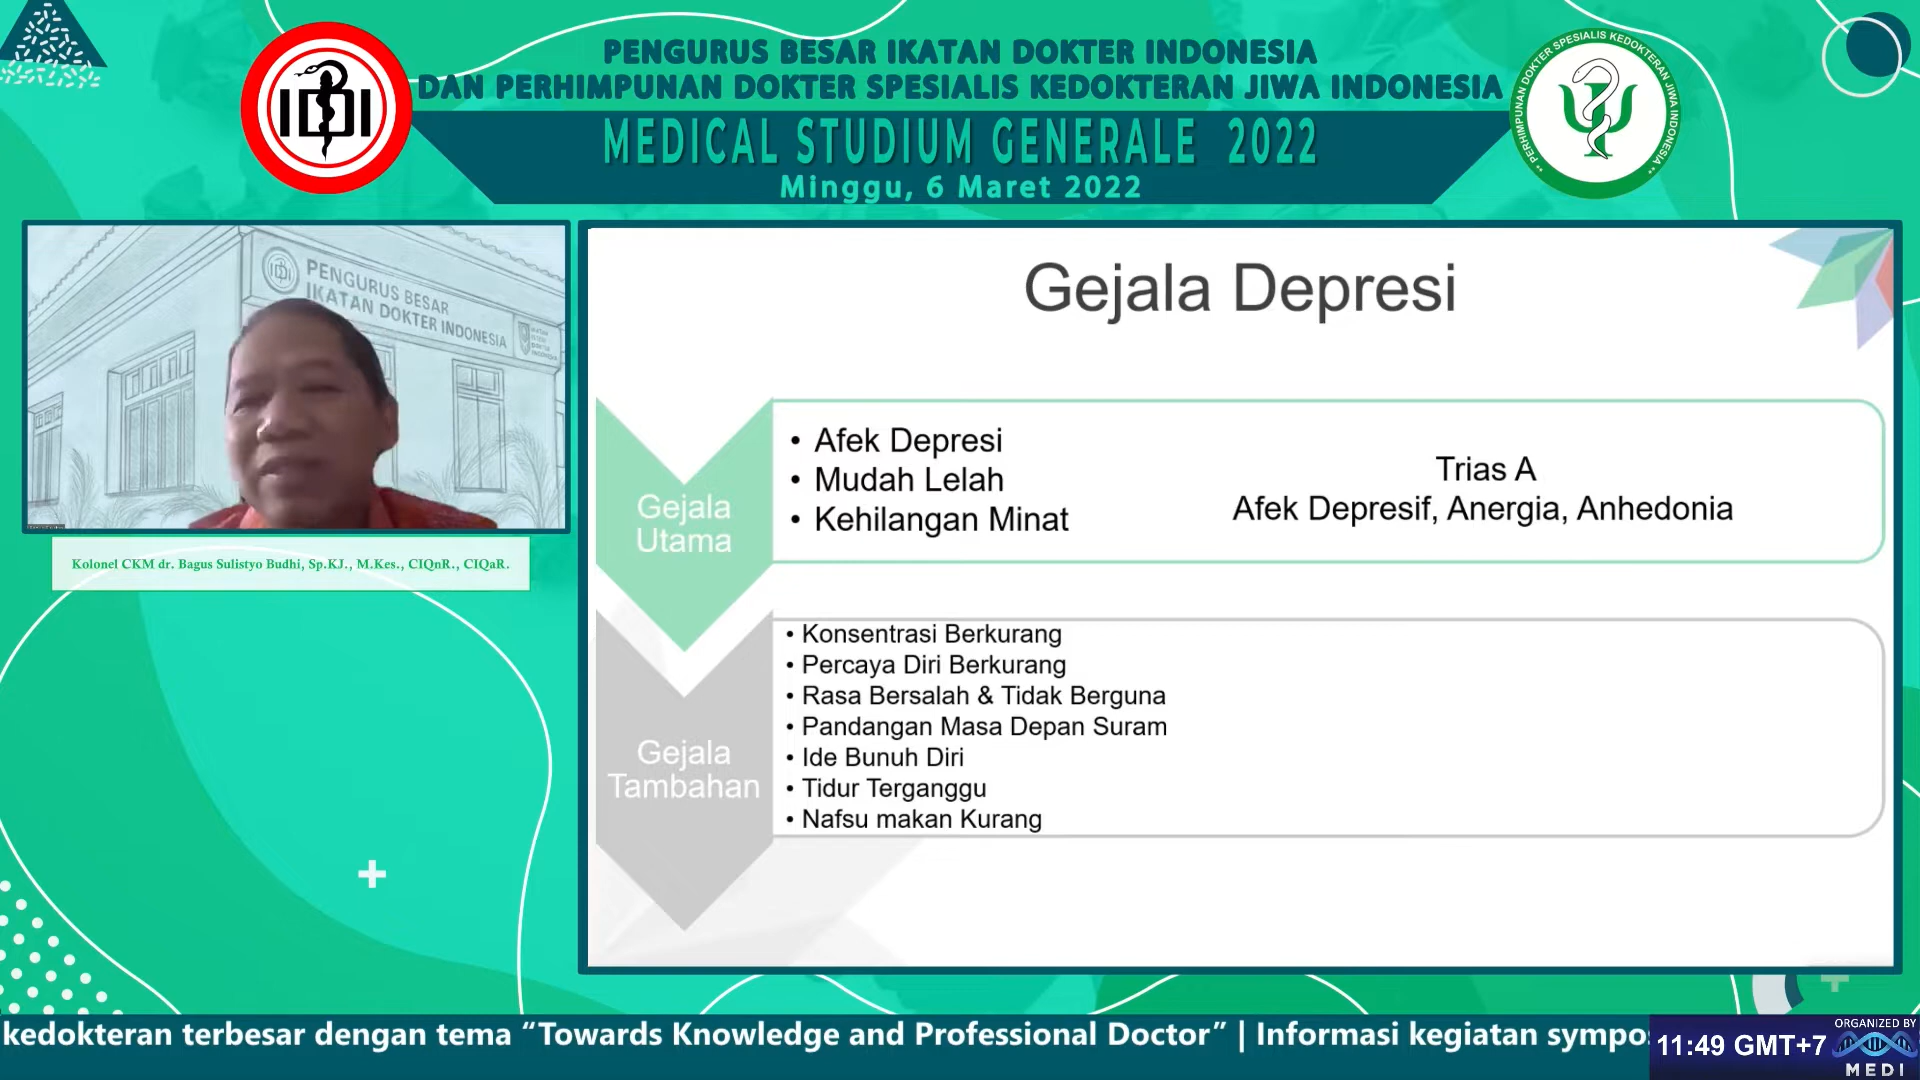 PENGURUS BESAR IKATAN DOKTER INDONESIA
DAN PERHIMPUNAN DOKTER SPESIALIS KEDOKTERAN JIWA INDONESIA
MEDICAL STUDIUM GENERALE 2022
Minggu, 6 Maret 2022
IDI
PERHIMPUNAN DOKTER SPESIALIS KEDOKTERAN JIWA INDONESIA
PENGURUS BESAR
IKATAN DOKTER INDONESIA
Kolonel CKM dr. Bagus Sulistyo Budhi, Sp.KJ., M.Kes., CIQnR., CIQaR.
Gejala Depresi
Gejala
Utama
• Afek Depresi
• Mudah Lelah
• Kehilangan Minat
Trias A
Afek Depresif, Anergia, Anhedonia
Gejala
Tambahan
• Konsentrasi Berkurang
• Percaya Diri Berkurang
• Rasa Bersalah & Tidak Berguna
• Pandangan Masa Depan Suram
• Ide Bunuh Diri
• Tidur Terganggu
• Nafsu makan Kurang
kedokteran terbesar dengan tema “Towards Knowledge and Professional Doctor” | Informasi kegiatan sympo
11:49 GMT+7
ORGANIZED BY
MEDI